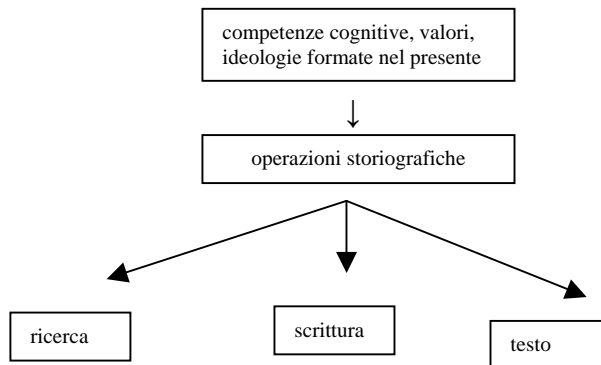 competenze cognitive, valori,
ideologie formate nel presente
↓
operazioni storiografiche
ricerca
scrittura
testo